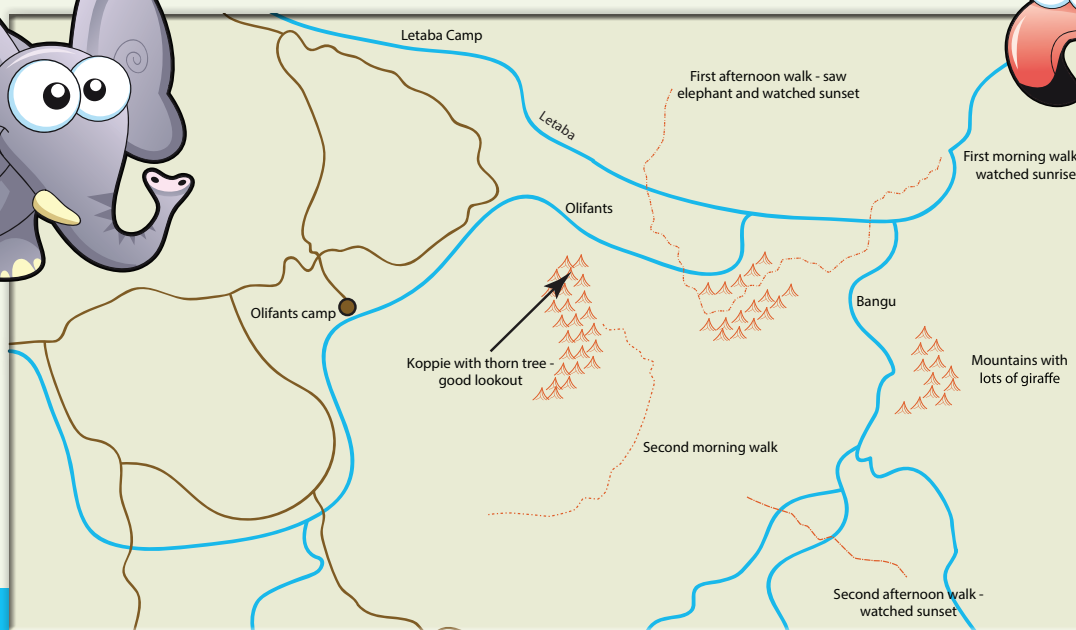 Letaba Camp
First afternoon walk - saw
elephant and watched sunset
Letaba
First morning walk
watched sunrise
Olifants
Olifants camp
Bangu
Koppie with thorn tree -
good lookout
Mountains with
lots of giraffe
Second morning walk
Second afternoon walk -
watched sunset